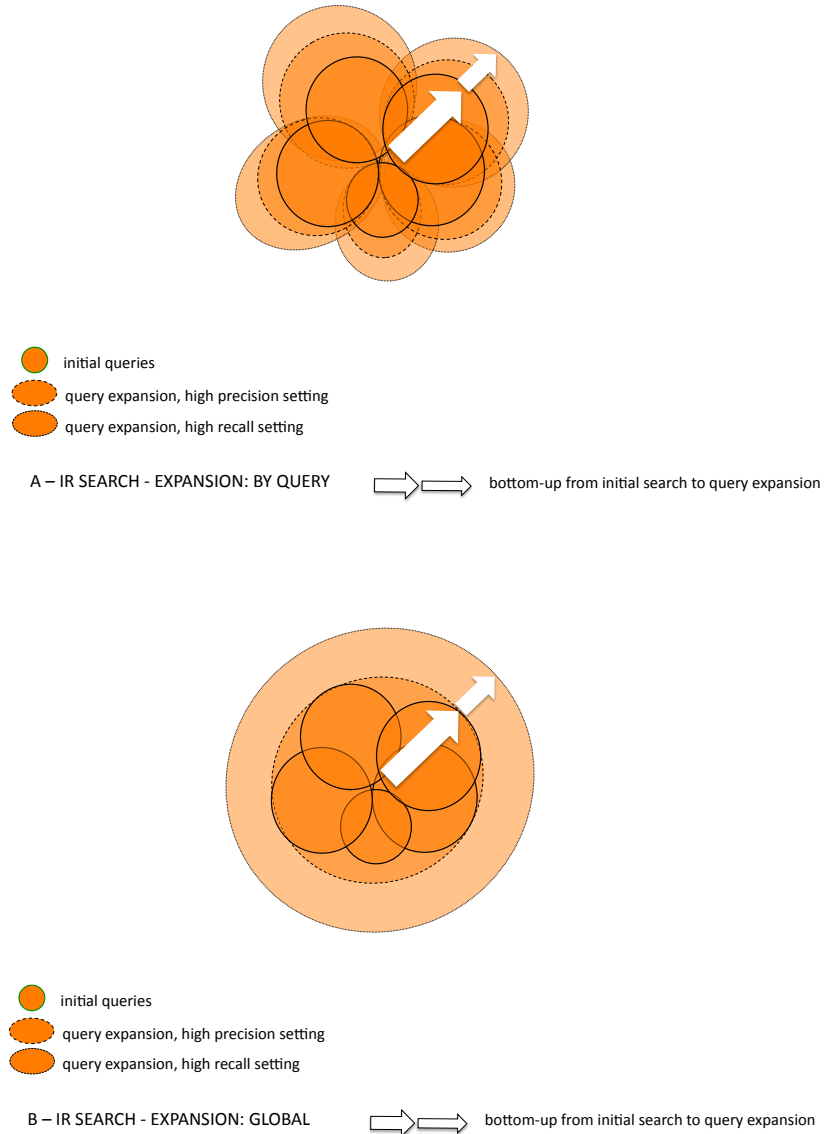 initial queries
query expansion, high precision setting
query expansion, high recall setting
A – IR SEARCH - EXPANSION: BY QUERY bottom-up from initial search to query expansion
initial queries
query expansion, high precision setting
query expansion, high recall setting
B – IR SEARCH - EXPANSION: GLOBAL bottom-up from initial search to query expansion